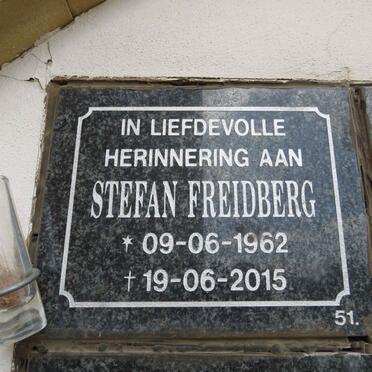 IN LIEFDEVOLLE
HERINNERING AAN
STEFAN FREIDBERG
* 09-06-1962
† 19-06-2015
51.